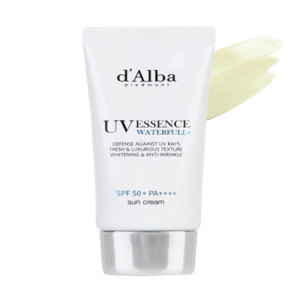 d'Alba
piedmont
UV ESSENCE
WATERFULL+
DEFENSE AGAINST UV RAYS
FRESH & LUXURIOUS TEXTURE
WHITENING & ANTI-WRINKLE
SPF 50+ PA++++
sun cream